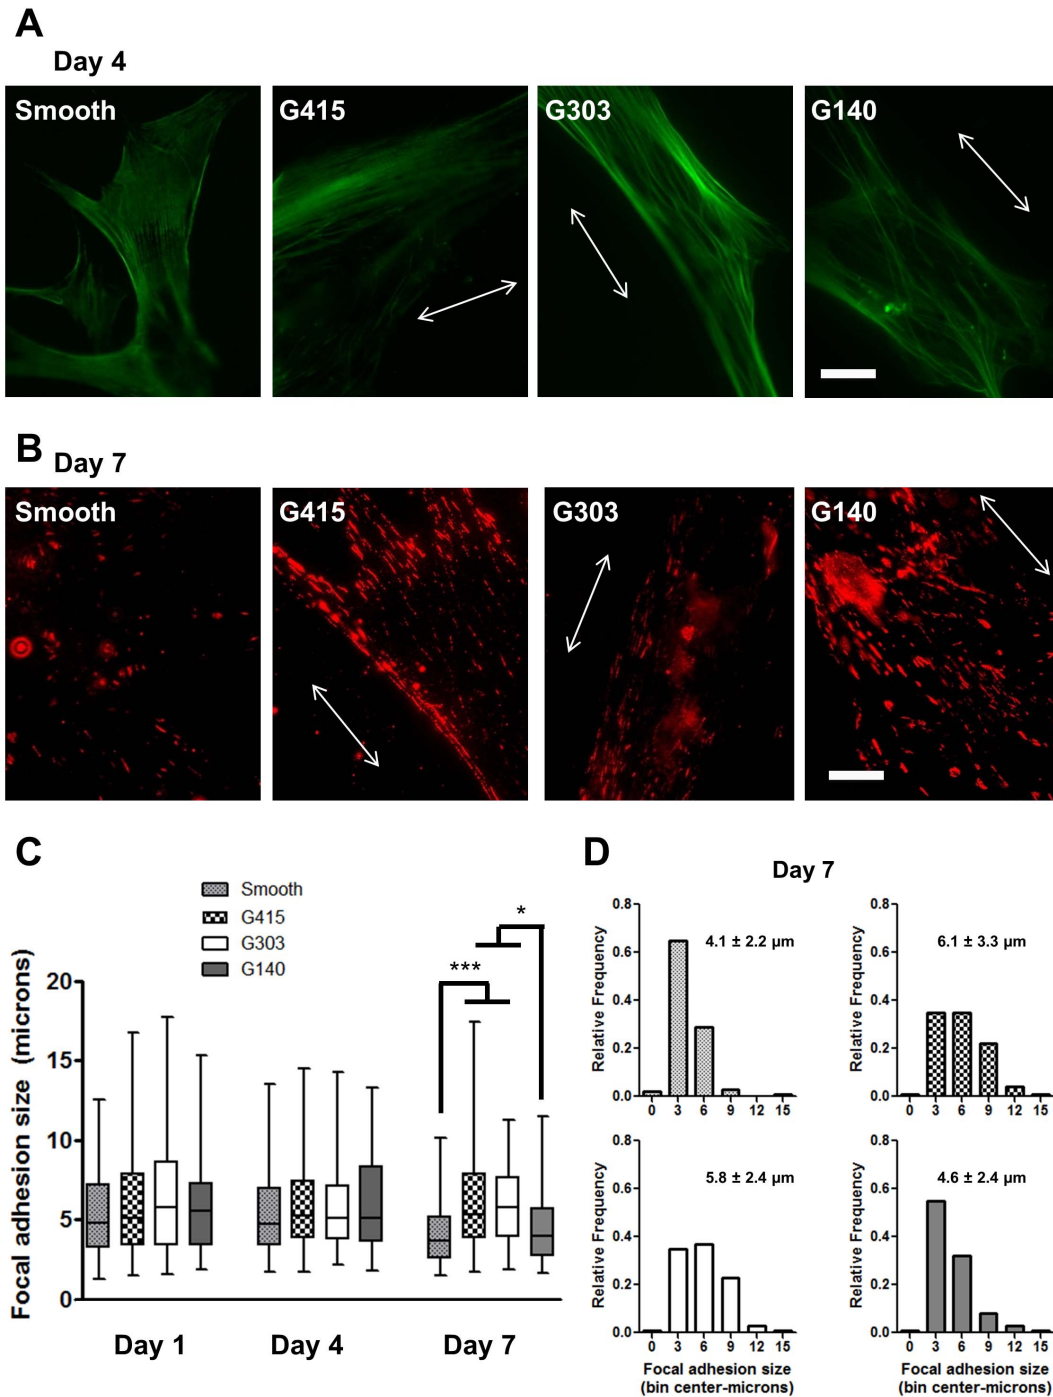 A
Day 4
Smooth
G415
G303
G140
B
Day 7
Smooth
G415
G303
G140
C
Smooth
G415
G303
G140
Focal adhesion size (microns)
20
15
10
5
0
***
*
Day 1
Day 4
Day 7
D
Day 7
Relative Frequency
0.8
0.6
0.4
0.2
0.0
4.1 ± 2.2 µm
0 3 6 9 12 15
Relative Frequency
0.8
0.6
0.4
0.2
0.0
6.1 ± 3.3 µm
0 3 6 9 12 15
Relative Frequency
0.8
0.6
0.4
0.2
0.0
5.8 ± 2.4 µm
0 3 6 9 12 15
Focal adhesion size
(bin center-microns)
Relative Frequency
0.8
0.6
0.4
0.2
0.0
4.6 ± 2.4 µm
0 3 6 9 12 15
Focal adhesion size
(bin center-microns)